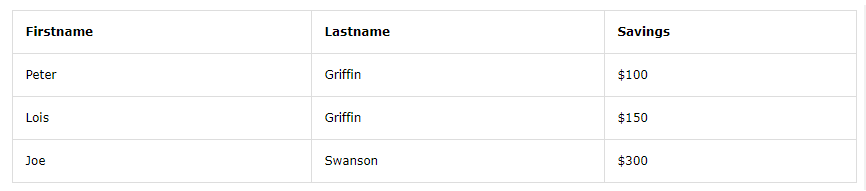 Firstname Lastname Savings
Peter Griffin $100
Lois Griffin $150
Joe Swanson $300